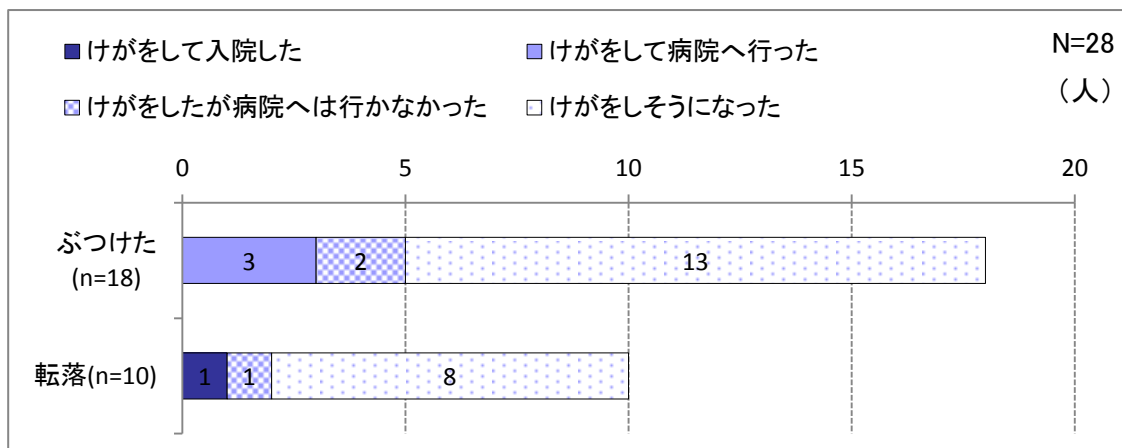 けがをして入院した
けがをして病院へ行った
N=28
（人）
けがをしたが病院へは行かなかった
けがをしそうになった
0
5
10
15
20
ぶつけた
(n=18)
3
2
13
転落(n=10)
1
1
8